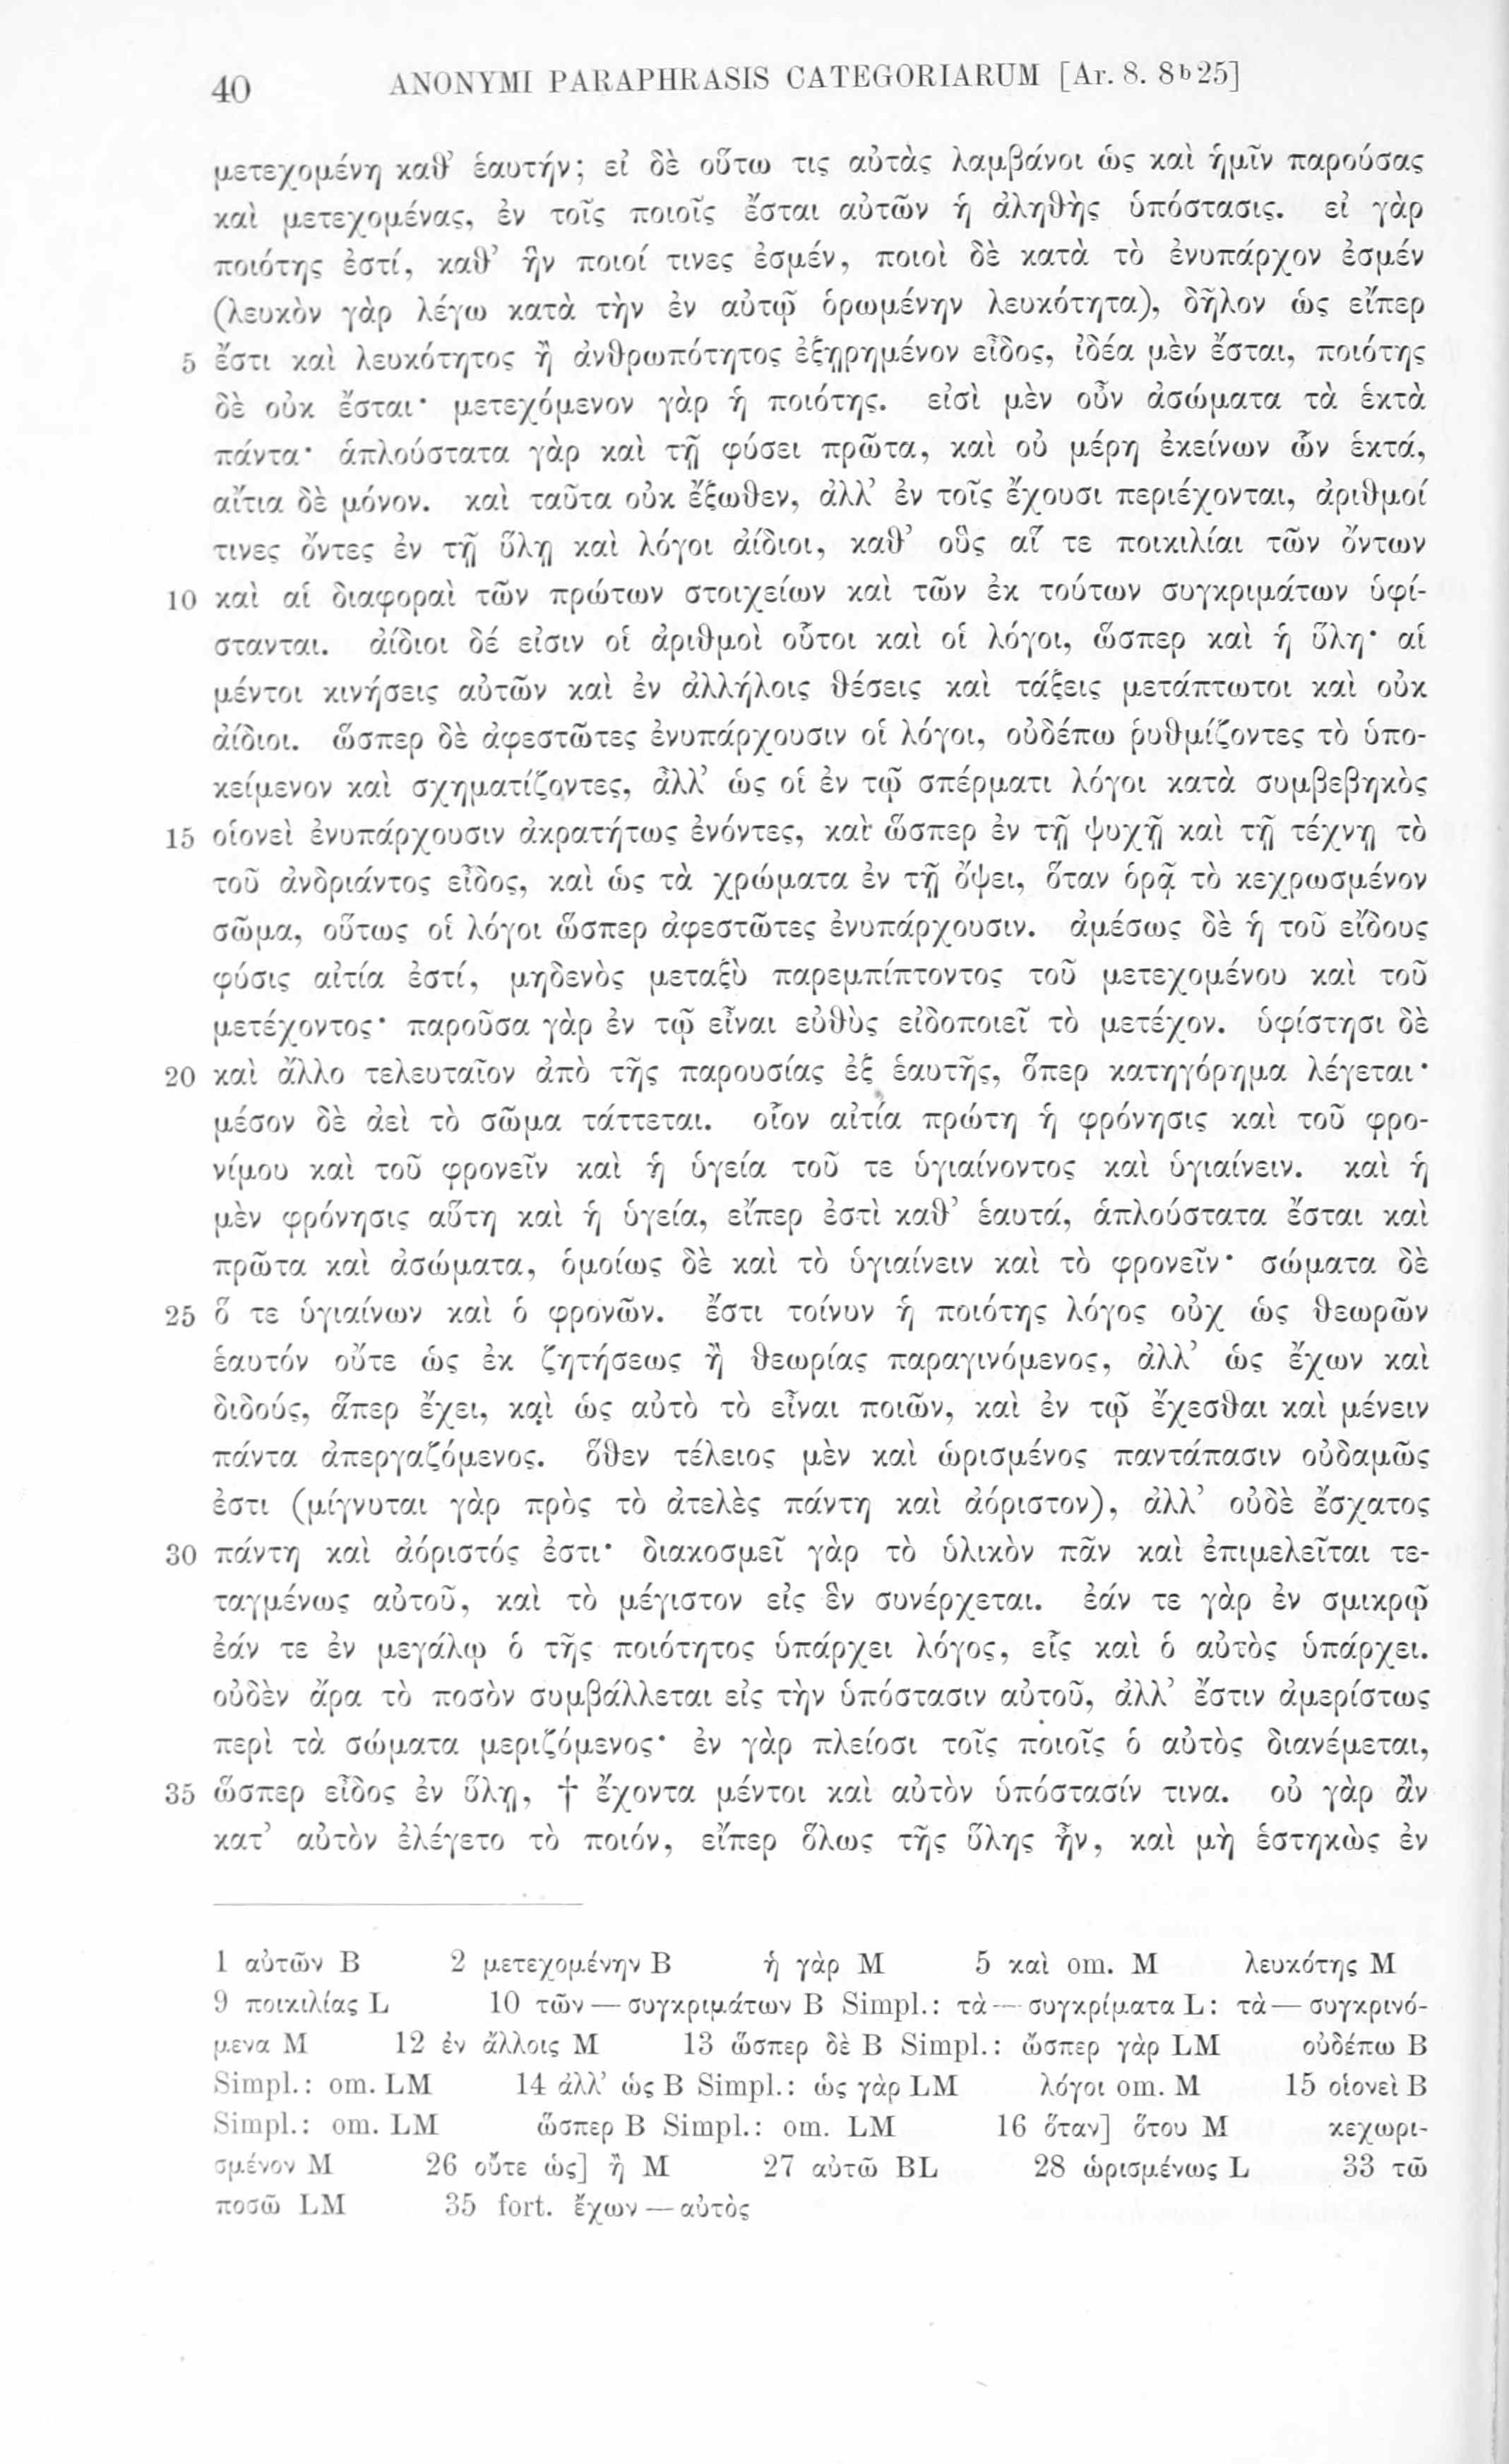 40 ANONYMI PARAPHRASIS CATEGORIARUM [Ar. 8. 8b25]
μετεχομένη καθ’ ἑαυτήν; εἰ δὲ οὕτω τις αὐτὰς λαμβάνοι ὡς καὶ ἡμῖν παρούσας
καὶ μετεχομένας, ἐν τοῖς ποιοῖς ἔσται αὐτῶν ἡ ἀληθὴς ὑπόστασις. εἰ γὰρ
ποιότης ἐστί, καθ’ ἣν ποιοί τινες ἐσμέν, ποιοὶ δὲ κατὰ τὸ ἐνυπάρχον ἐσμέν
(λευκὸν γὰρ λέγω κατὰ τὴν ἐν αὐτῷ ὁρωμένην λευκότητα), δῆλον ὡς εἴπερ
5 ἔστι καὶ λευκότητος ἢ ἀνθρωπότητος ἐξῃρημένον εἶδος, ἰδέα μὲν ἔσται, ποιότης
δὲ οὐκ ἔσται· μετεχόμενον γὰρ ἡ ποιότης. εἰσὶ μὲν οὖν ἀσώματα τὰ ἑκτὰ
πάντα· ἁπλούστατα γὰρ καὶ τῇ φύσει πρῶτα, καὶ οὐ μέρη ἐκείνων ὧν ἑκτά,
αἴτια δὲ μόνον. καὶ ταῦτα οὐκ ἔξωθεν, ἀλλ’ ἐν τοῖς ἔχουσι περιέχονται, ἀριθμοί
τινες ὄντες ἐν τῇ ὕλῃ καὶ λόγοι ἀίδιοι, καθ’ οὓς αἵ τε ποικιλίαι τῶν ὄντων
10 καὶ αἱ διαφοραὶ τῶν πρώτων στοιχείων καὶ τῶν ἐκ τούτων συγκριμάτων ὑφί-
στανται. ἀίδιοι δέ εἰσιν οἱ ἀριθμοὶ οὗτοι καὶ οἱ λόγοι, ὥσπερ καὶ ἡ ὕλη· αἱ
μέντοι κινήσεις αὐτῶν καὶ ἐν ἀλλήλοις θέσεις καὶ τάξεις μετάπτωτοι καὶ οὐκ
ἀίδιοι. ὥσπερ δὲ ἀφεστῶτες ἐνυπάρχουσιν οἱ λόγοι, οὐδέπω ῥυθμίζοντες τὸ ὑπο-
κείμενον καὶ σχηματίζοντες, ἀλλ’ ὡς οἱ ἐν τῷ σπέρματι λόγοι κατὰ συμβεβηκὸς
15 οἱονεὶ ἐνυπάρχουσιν ἀκρατήτως ἐνόντες, καὶ ὥσπερ ἐν τῇ ψυχῇ καὶ τῇ τέχνῃ τὸ
τοῦ ἀνδριάντος εἶδος, καὶ ὡς τὰ χρώματα ἐν τῇ ὄψει, ὅταν ὁρᾷ τὸ κεχρωσμένον
σῶμα, οὕτως οἱ λόγοι ὥσπερ ἀφεστῶτες ἐνυπάρχουσιν. ἀμέσως δὲ ἡ τοῦ εἴδους
φύσις αἰτία ἐστί, μηδενὸς μεταξὺ παρεμπίπτοντος τοῦ μετεχομένου καὶ τοῦ
μετέχοντος· παροῦσα γὰρ ἐν τῷ εἶναι εὐθὺς εἰδοποιεῖ τὸ μετέχον. ὑφίστησι δὲ
20 καὶ ἄλλο τελευταῖον ἀπὸ τῆς παρουσίας ἐξ ἑαυτῆς, ὅπερ κατηγόρημα λέγεται·
μέσον δὲ ἀεὶ τὸ σῶμα τάττεται. οἷον αἰτία πρώτη ἡ φρόνησις καὶ τοῦ φρο-
νίμου καὶ τοῦ φρονεῖν καὶ ἡ ὑγεία τοῦ τε ὑγιαίνοντος καὶ ὑγιαίνειν. καὶ ἡ
μὲν φρόνησις αὕτη καὶ ἡ ὑγεία, εἴπερ ἐστὶ καθ’ ἑαυτά, ἁπλούστατα ἔσται καὶ
πρῶτα καὶ ἀσώματα, ὁμοίως δὲ καὶ τὸ ὑγιαίνειν καὶ τὸ φρονεῖν· σώματα δὲ
25 ὅ τε ὑγιαίνων καὶ ὁ φρονῶν. ἔστι τοίνυν ἡ ποιότης λόγος οὐχ ὡς θεωρῶν
ἑαυτόν οὔτε ὡς ἐκ ζητήσεως ἢ θεωρίας παραγινόμενος, ἀλλ’ ὡς ἔχων καὶ
διδούς, ἅπερ ἔχει, καὶ ὡς αὐτὸ τὸ εἶναι ποιῶν, καὶ ἐν τῷ ἔχεσθαι καὶ μένειν
πάντα ἀπεργαζόμενος. ὅθεν τέλειος μὲν καὶ ὡρισμένος παντάπασιν οὐδαμῶς
ἐστι (μίγνυται γὰρ πρὸς τὸ ἀτελὲς πάντη καὶ ἀόριστον), ἀλλ’ οὐδὲ ἔσχατος
30 πάντη καὶ ἀόριστός ἐστι· διακοσμεῖ γὰρ τὸ ὑλικὸν πᾶν καὶ ἐπιμελεῖται τε-
ταγμένως αὐτοῦ, καὶ τὸ μέγιστον εἰς ἓν συνέρχεται. ἐάν τε γὰρ ἐν σμικρῷ
ἐάν τε ἐν μεγάλῳ ὁ τῆς ποιότητος ὑπάρχει λόγος, εἷς καὶ ὁ αὐτὸς ὑπάρχει.
οὐδὲν ἄρα τὸ ποσὸν συμβάλλεται εἰς τὴν ὑπόστασιν αὐτοῦ, ἀλλ’ ἔστιν ἀμερίστως
περὶ τὰ σώματα μεριζόμενος· ἐν γὰρ πλείοσι τοῖς ποιοῖς ὁ αὐτὸς διανέμεται,
35 ὥσπερ εἶδος ἐν ὕλῃ, † ἔχοντα μέντοι καὶ αὐτὸν ὑπόστασίν τινα. οὐ γὰρ ἂν
κατ’ αὐτὸν ἐλέγετο τὸ ποιόν, εἴπερ ὅλως τῆς ὕλης ἦν, καὶ μὴ ἑστηκὼς ἐν
1 αὐτῶν B 2 μετεχομένην B ἡ γὰρ M 5 καὶ om. M λευκότης M
9 ποικιλίας L 10 τῶν — συγκριμάτων B Simpl.: τὰ — συγκρίματα L: τὰ — συγκρινό-
μενα M 12 ἐν ἄλλοις M 13 ὥσπερ δὲ B Simpl.: ὥσπερ γὰρ LM οὐδέπω B
Simpl.: om. LM 14 ἀλλ’ ὡς B Simpl.: ὡς γὰρ LM λόγοι om. M 15 οἱονεὶ B
Simpl.: om. LM ὥσπερ B Simpl.: om. LM 16 ὅταν] ὅτου M κεχωρι-
σμένον M 26 οὔτε ὡς] ἢ M 27 αὐτῶ BL 28 ὡρισμένως L 33 τῶ
ποσῶ LM 35 fort. ἔχων — αὐτὸς